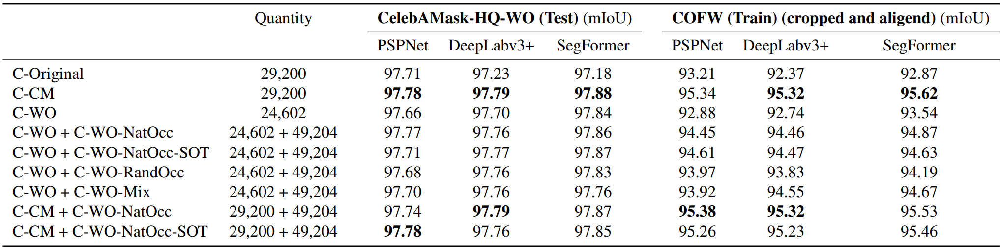 Quantity CelebAMask-HQ-WO (Test) (mIoU) COFW (Train) (cropped and aligend) (mIoU)
PSPNet DeepLabv3+ SegFormer PSPNet DeepLabv3+ SegFormer
C-Original 29,200 97.71 97.23 97.18 93.21 92.37 92.87
C-CM 29,200 97.78 97.79 97.88 95.34 95.32 95.62
C-WO 24,602 97.66 97.70 97.84 92.88 92.74 93.54
C-WO + C-WO-NatOcc 24,602 + 49,204 97.77 97.76 97.86 94.45 94.46 94.87
C-WO + C-WO-NatOcc-SOT 24,602 + 49,204 97.71 97.77 97.87 94.61 94.47 94.63
C-WO + C-WO-RandOcc 24,602 + 49,204 97.68 97.76 97.83 93.97 93.83 94.19
C-WO + C-WO-Mix 24,602 + 49,204 97.70 97.76 97.76 93.92 94.55 94.67
C-CM + C-WO-NatOcc 29,200 + 49,204 97.74 97.79 97.87 95.38 95.32 95.53
C-CM + C-WO-NatOcc-SOT 29,200 + 49,204 97.78 97.76 97.85 95.26 95.23 95.46